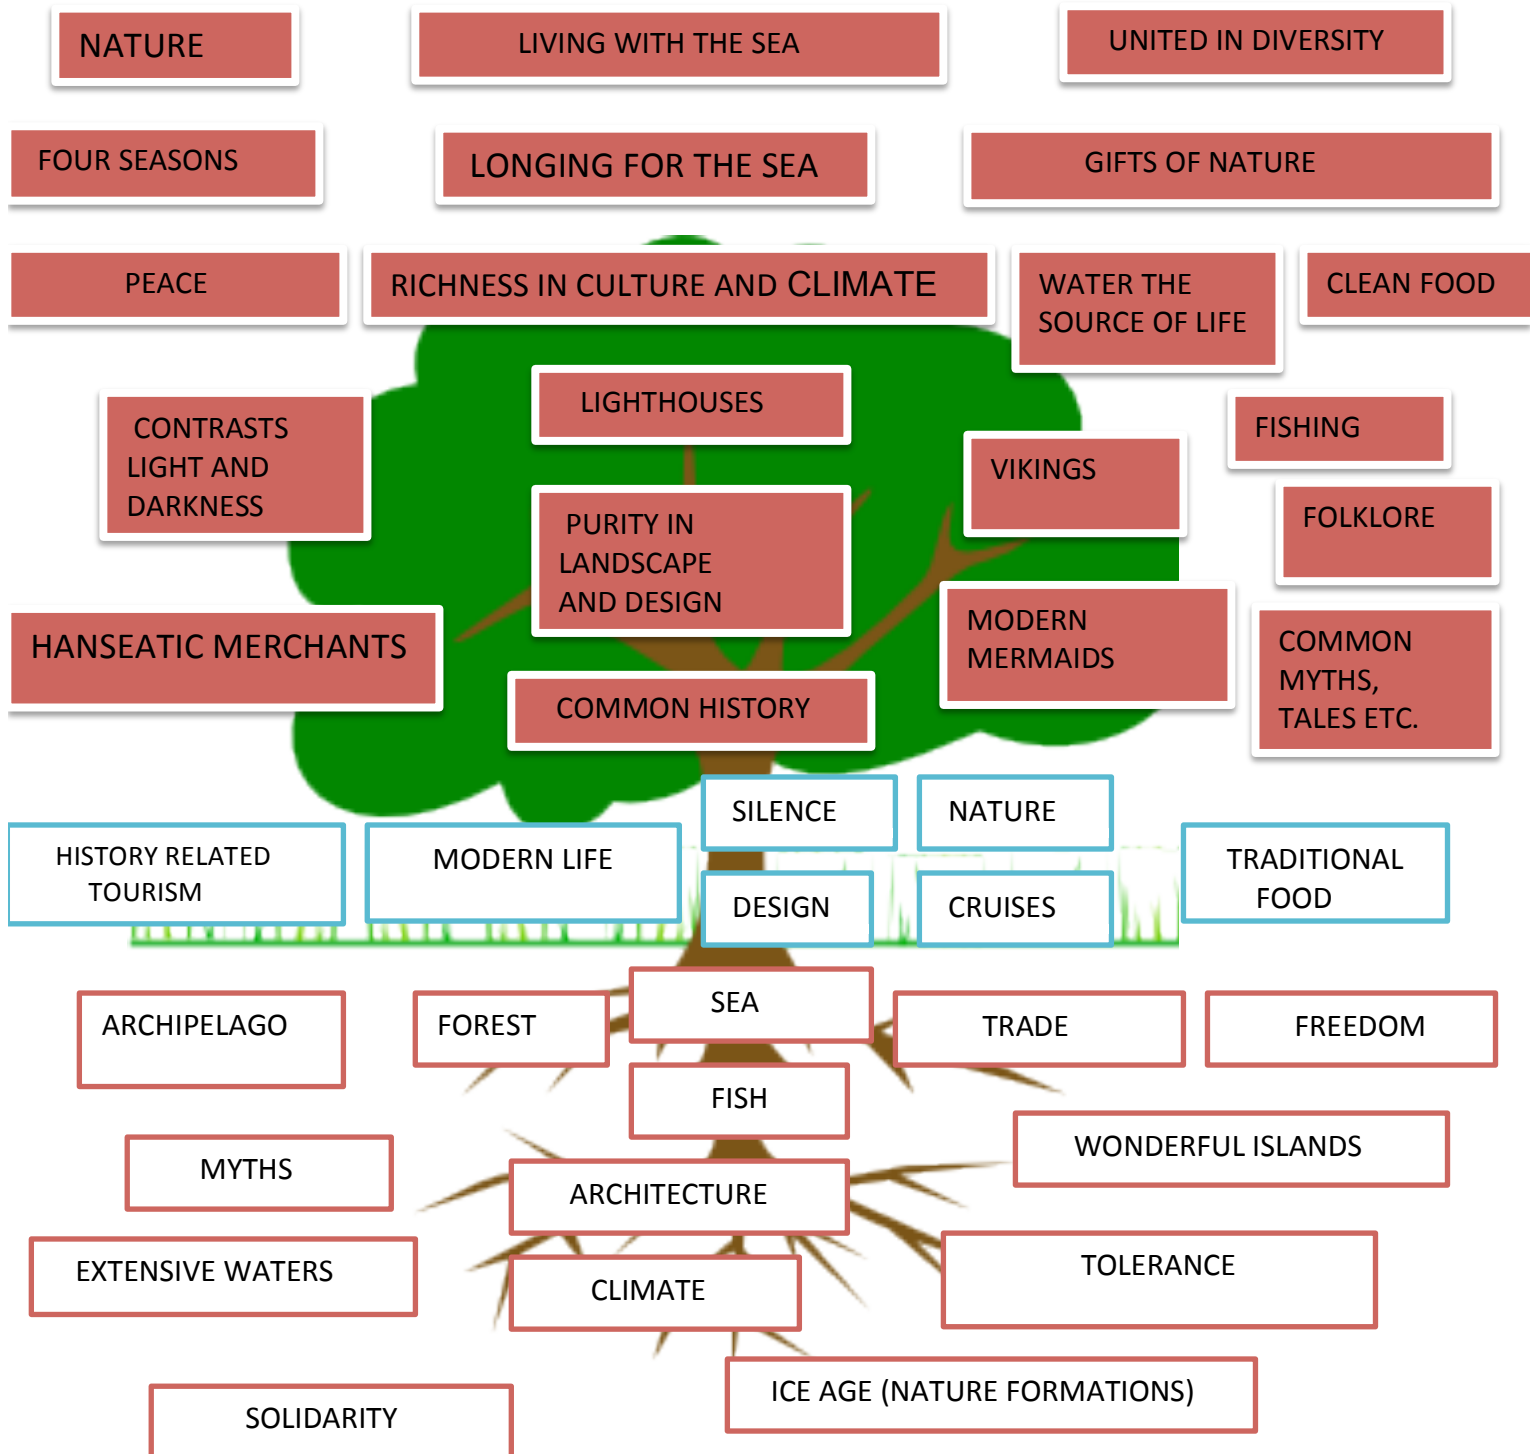 NATURE
LIVING WITH THE SEA
UNITED IN DIVERSITY
FOUR SEASONS
LONGING FOR THE SEA
GIFTS OF NATURE
PEACE
RICHNESS IN CULTURE AND CLIMATE
WATER THE
SOURCE OF LIFE
CLEAN FOOD
CONTRASTS
LIGHT AND
DARKNESS
LIGHTHOUSES
VIKINGS
FISHING
FOLKLORE
PURITY IN
LANDSCAPE
AND DESIGN
HANSEATIC MERCHANTS
MODERN
MERMAIDS
COMMON
MYTHS,
TALES ETC.
COMMON HISTORY
SILENCE
NATURE
HISTORY RELATED
TOURISM
MODERN LIFE
TRADITIONAL
FOOD
DESIGN
CRUISES
SEA
ARCHIPELAGO
FOREST
TRADE
FREEDOM
FISH
WONDERFUL ISLANDS
MYTHS
ARCHITECTURE
EXTENSIVE WATERS
TOLERANCE
CLIMATE
ICE AGE (NATURE FORMATIONS)
SOLIDARITY